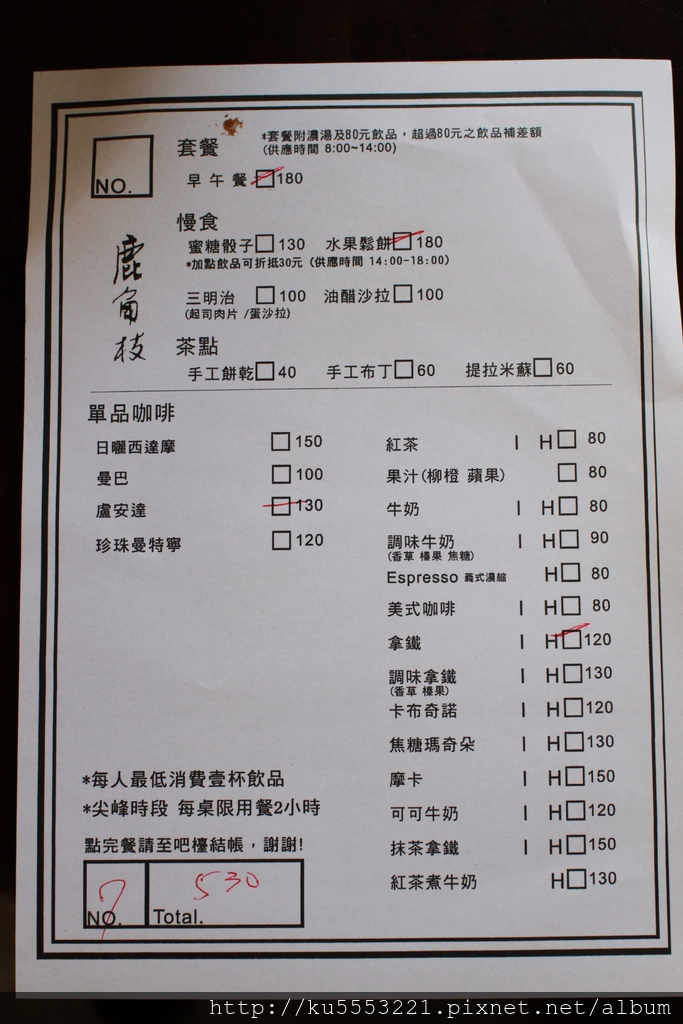 NO.
套餐 *套餐附濃湯及80元飲品，超過80元之飲品補差額
(供應時間 8:00~14:00)
早午餐 □180
慢食
蜜糖骰子□130 水果鬆餅□180
*加點飲品可折抵30元 (供應時間 14:00-18:00)
三明治 □100 油醋沙拉□100
(起司肉片 /蛋沙拉)
鹿角枝
茶點
手工餅乾□40 手工布丁□60 提拉米蘇□60
單品咖啡
日曬西達摩 □150
曼巴 □100
盧安達 □130
珍珠曼特寧 □120
紅茶 I H□ 80
果汁(柳橙 蘋果) □ 80
牛奶 I H□ 80
調味牛奶 I H□ 90
(香草 榛果 焦糖)
Espresso 義式濃縮 H□ 80
美式咖啡 I H□ 80
拿鐵 I H□120
調味拿鐵 I H□130
(香草 榛果)
卡布奇諾 I H□120
焦糖瑪奇朵 I H□130
摩卡 I H□150
可可牛奶 I H□120
抹茶拿鐵 I H□150
紅茶煮牛奶 H□130
*每人最低消費壹杯飲品
*尖峰時段 每桌限用餐2小時
點完餐請至吧檯結帳，謝謝!
NO. 7 Total. 530
http://ku5553221.pixnet.net/album